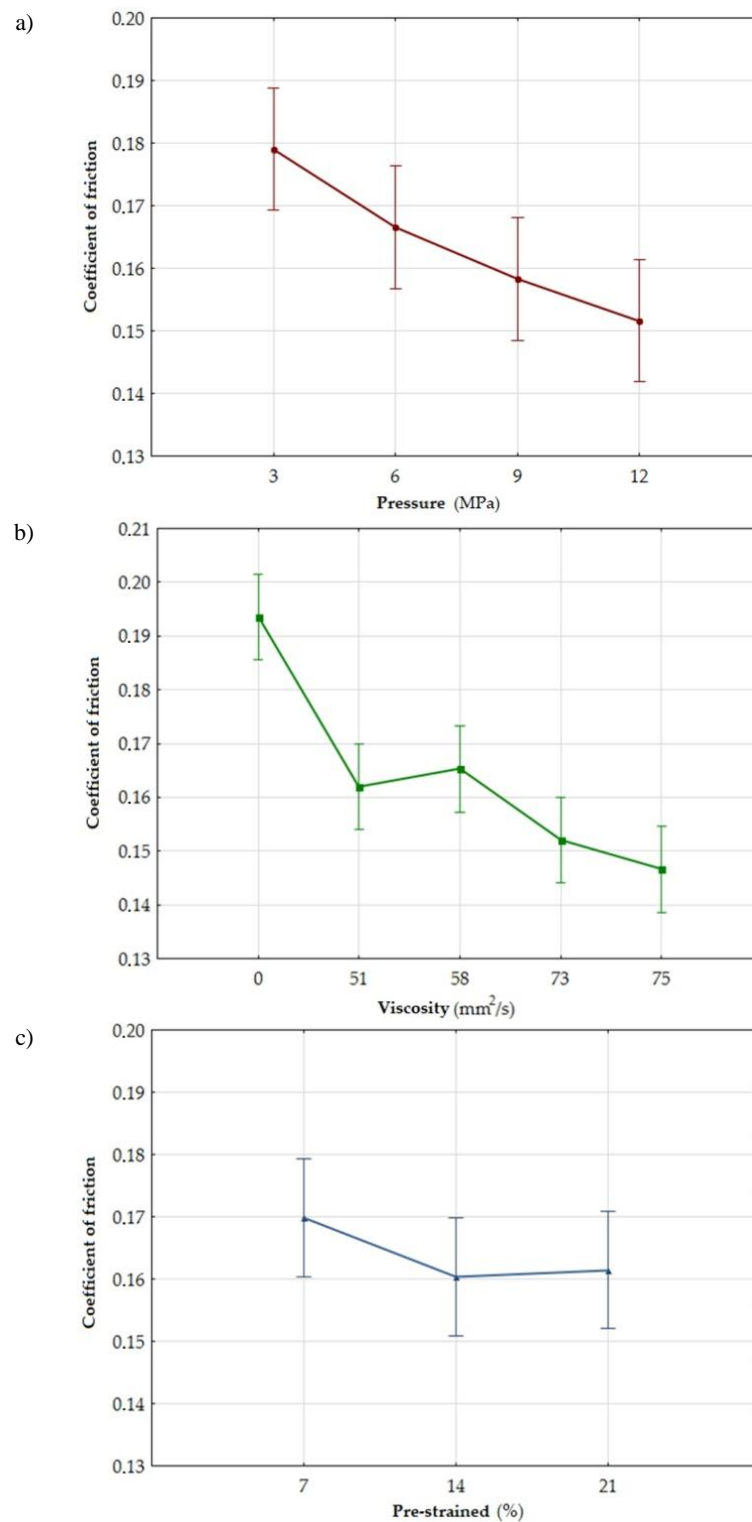 a)
0.20
0.19
0.18
0.17
0.16
0.15
0.14
0.13
Coefficient of friction
3 6 9 12
Pressure (MPa)
b)
0.21
0.20
0.19
0.18
0.17
0.16
0.15
0.14
0.13
Coefficient of friction
0 51 58 73 75
Viscosity (mm²/s)
c)
0.20
0.19
0.18
0.17
0.16
0.15
0.14
0.13
Coefficient of friction
7 14 21
Pre-strained (%)